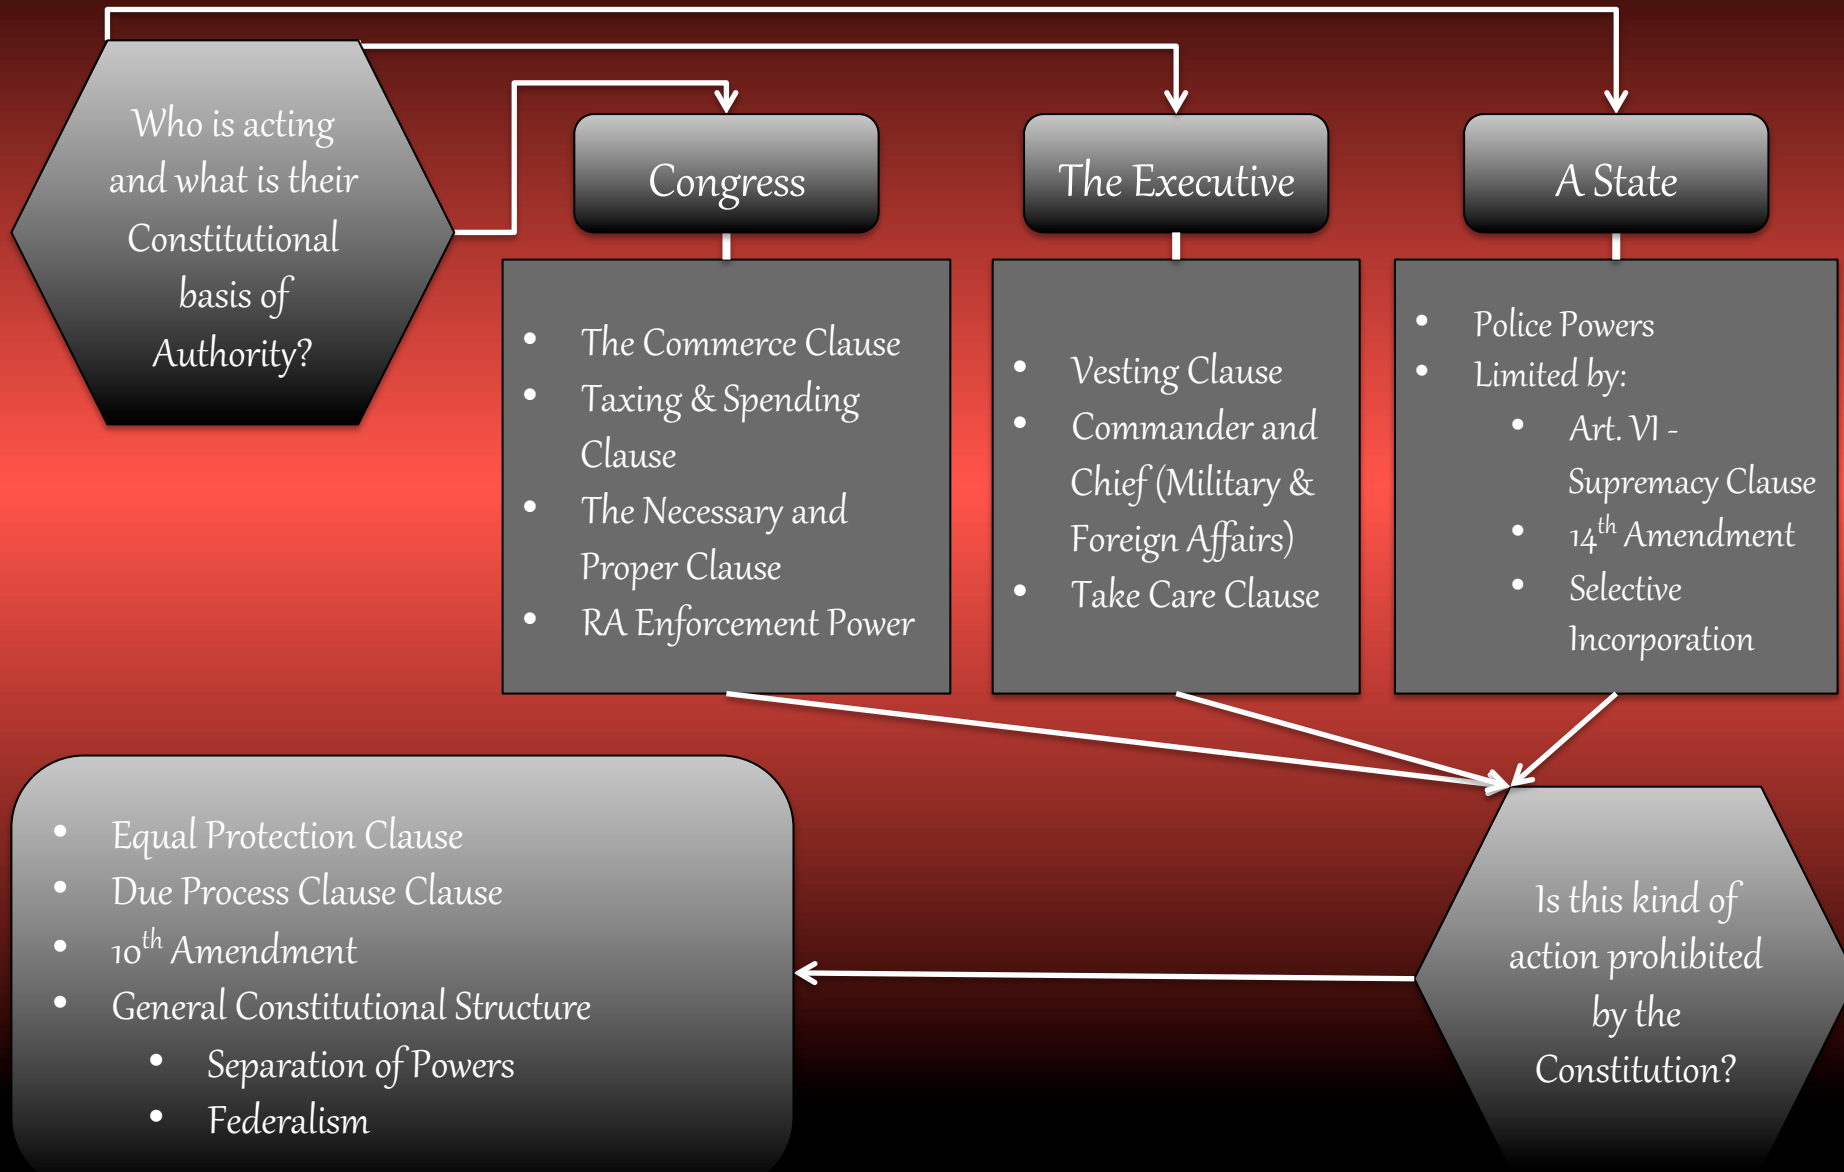 Who is acting
and what is their
Constitutional
basis of
Authority?
Congress
The Executive
A State
• The Commerce Clause
• Taxing & Spending
Clause
• The Necessary and
Proper Clause
• RA Enforcement Power
• Vesting Clause
• Commander and
Chief (Military &
Foreign Affairs)
• Take Care Clause
• Police Powers
• Limited by:
• Art. VI -
Supremacy Clause
• 14th Amendment
• Selective
Incorporation
• Equal Protection Clause
• Due Process Clause Clause
• 10th Amendment
• General Constitutional Structure
• Separation of Powers
• Federalism
Is this kind of
action prohibited
by the
Constitution?